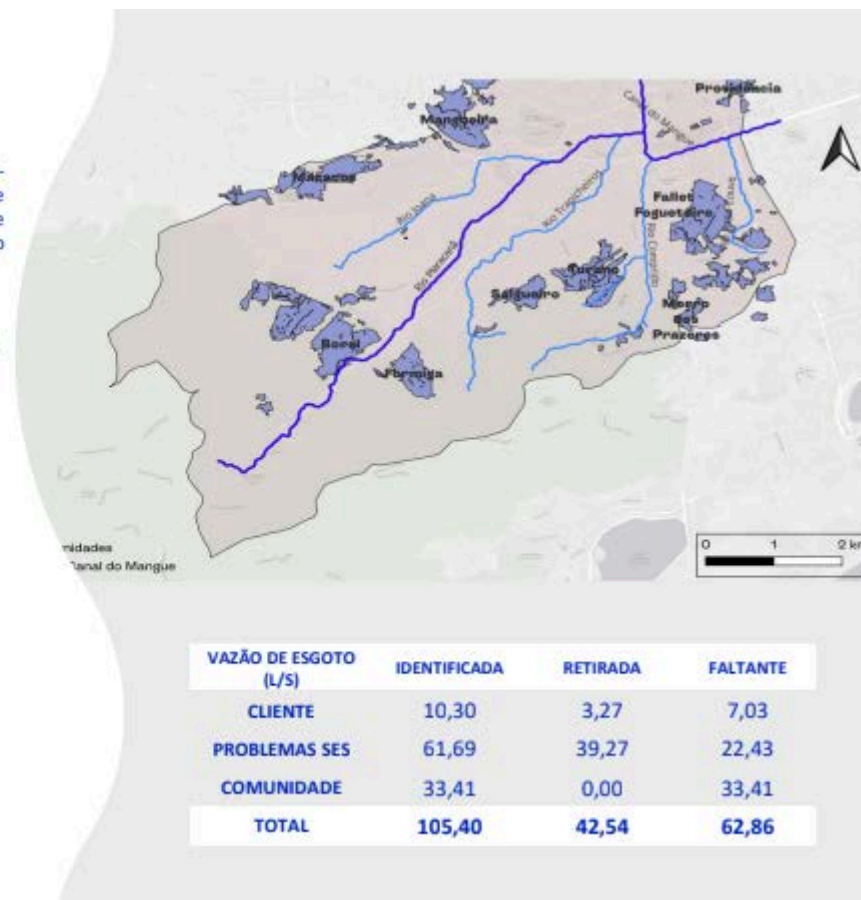 Providência
Canal do Mangue
Mangueira
Macacos
Rio Joana
Rio Trapicheiros
Fallet
Fogueteiro
Rio Maracanã
Rio Comprido
Turano
Salgueiro
Morro
dos
Prazeres
Borel
Formiga
0 1 2 km
nidades
Canal do Mangue
VAZÃO DE ESGOTO
(L/S) IDENTIFICADA RETIRADA FALTANTE
CLIENTE 10,30 3,27 7,03
PROBLEMAS SES 61,69 39,27 22,43
COMUNIDADE 33,41 0,00 33,41
TOTAL 105,40 42,54 62,86